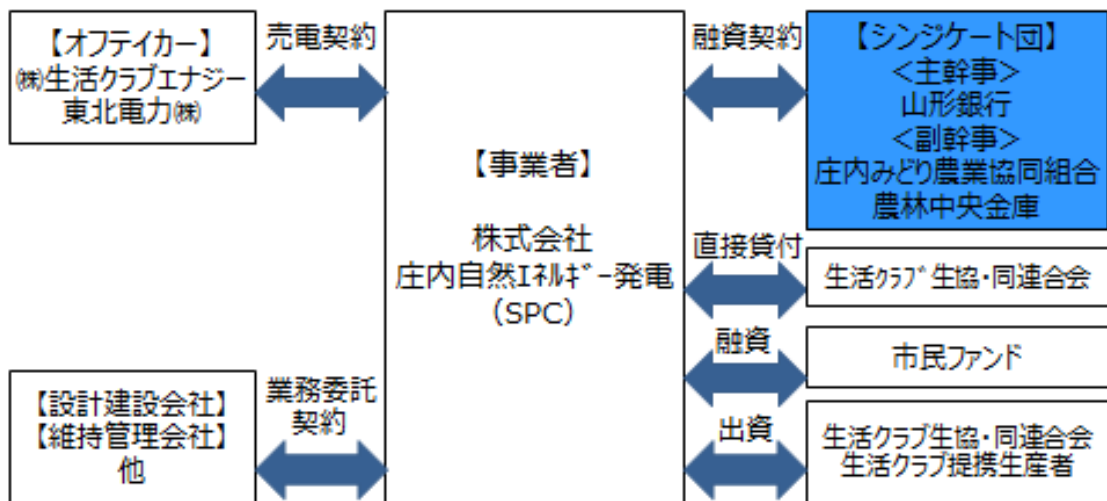 【オフテイカー】
㈱生活クラブエナジー
東北電力㈱
売電契約
【事業者】
株式会社
庄内自然ｴﾈﾙｷﾞｰ発電
（SPC）
融資契約
【シンジケート団】
＜主幹事＞
山形銀行
＜副幹事＞
庄内みどり農業協同組合
農林中央金庫
直接貸付
生活ｸﾗﾌﾞ生協・同連合会
融資
市民ファンド
【設計建設会社】
【維持管理会社】
他
業務委託
契約
出資
生活クラブ生協・同連合会
生活クラブ提携生産者